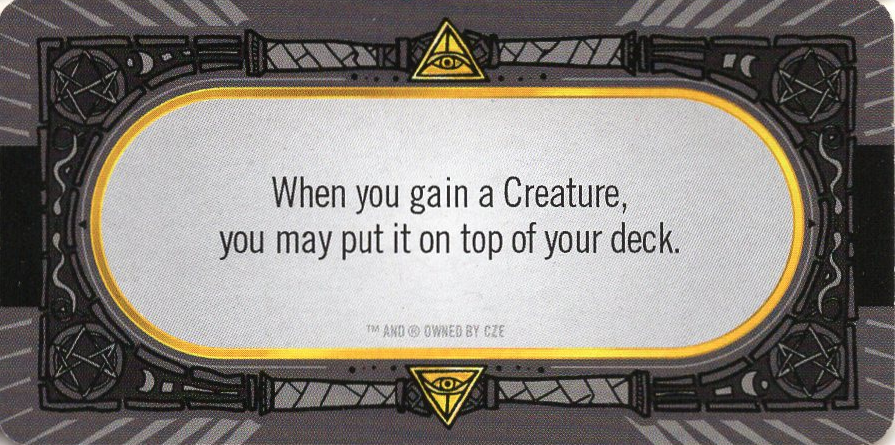 When you gain a Creature,
you may put it on top of your deck.
™ AND ® OWNED BY CZE